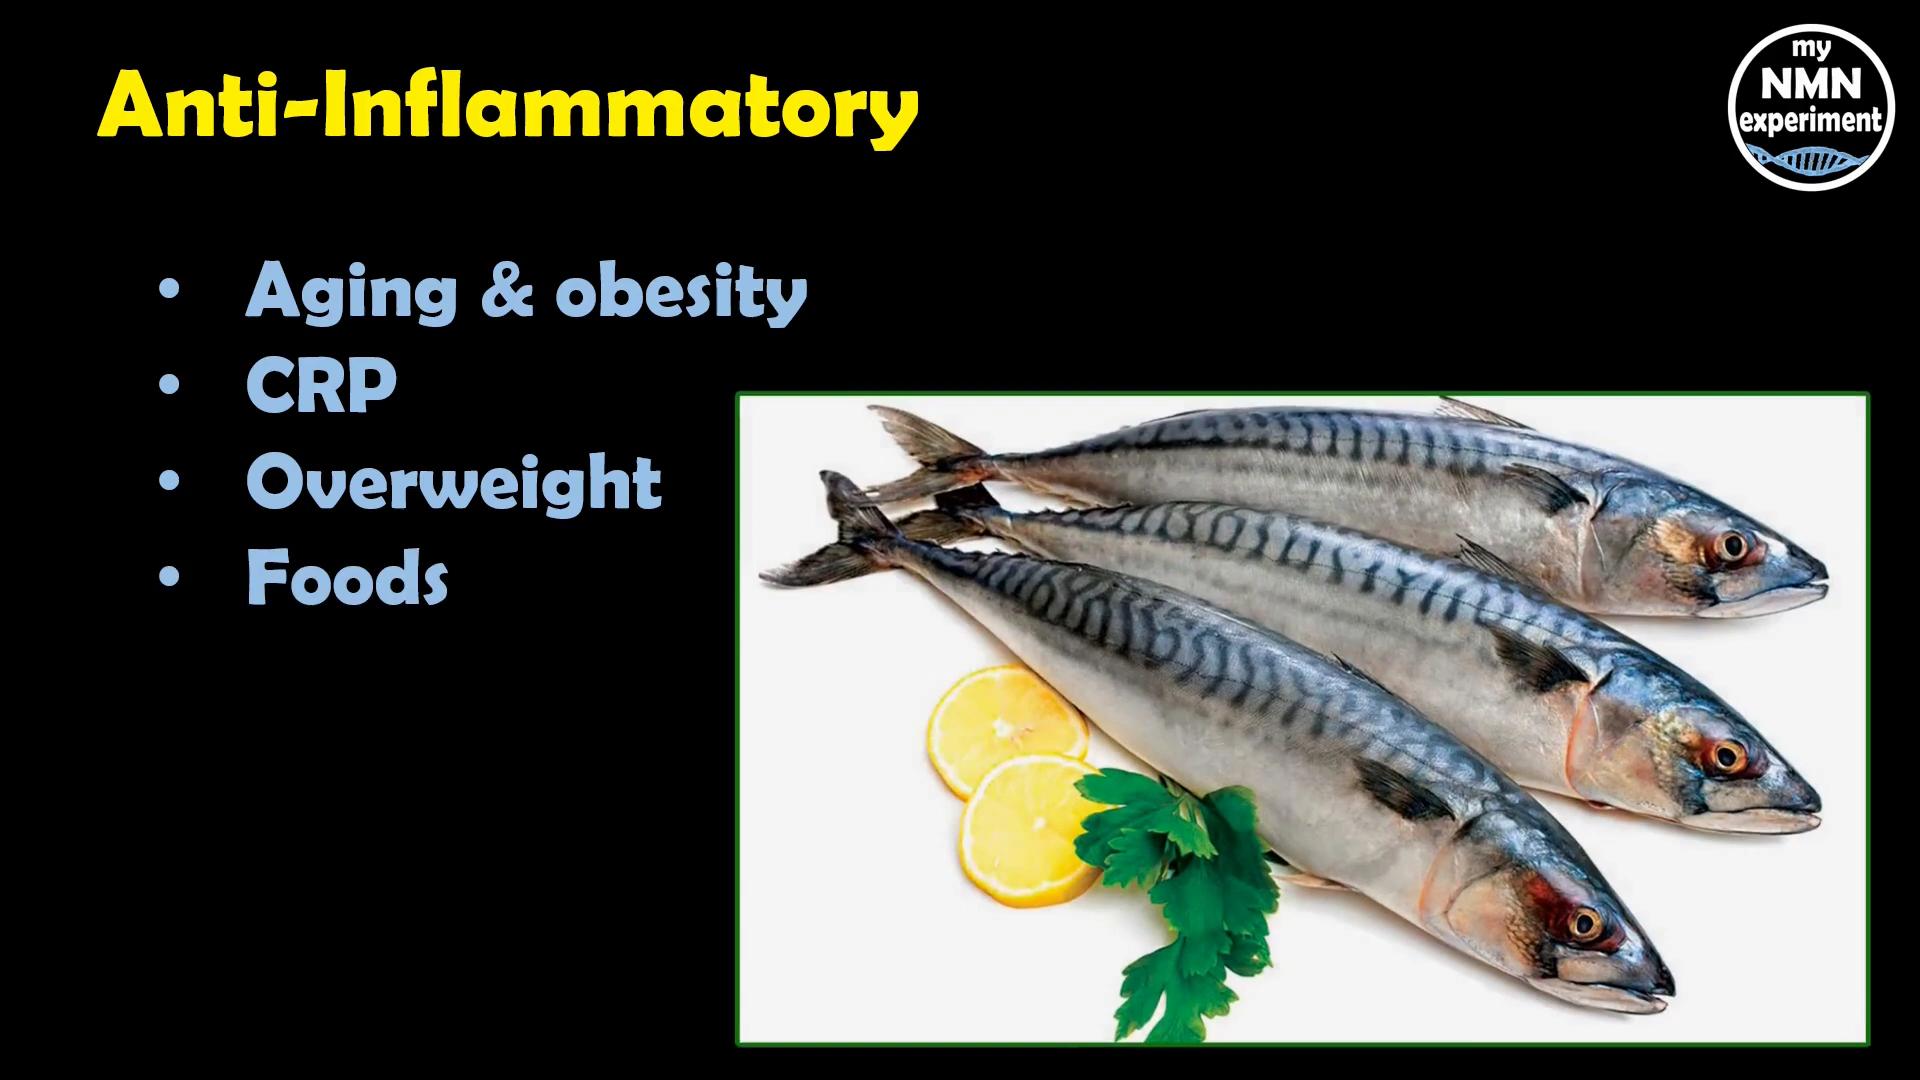 Anti-Inflammatory
my
NMN
experiment
• Aging & obesity
• CRP
• Overweight
• Foods